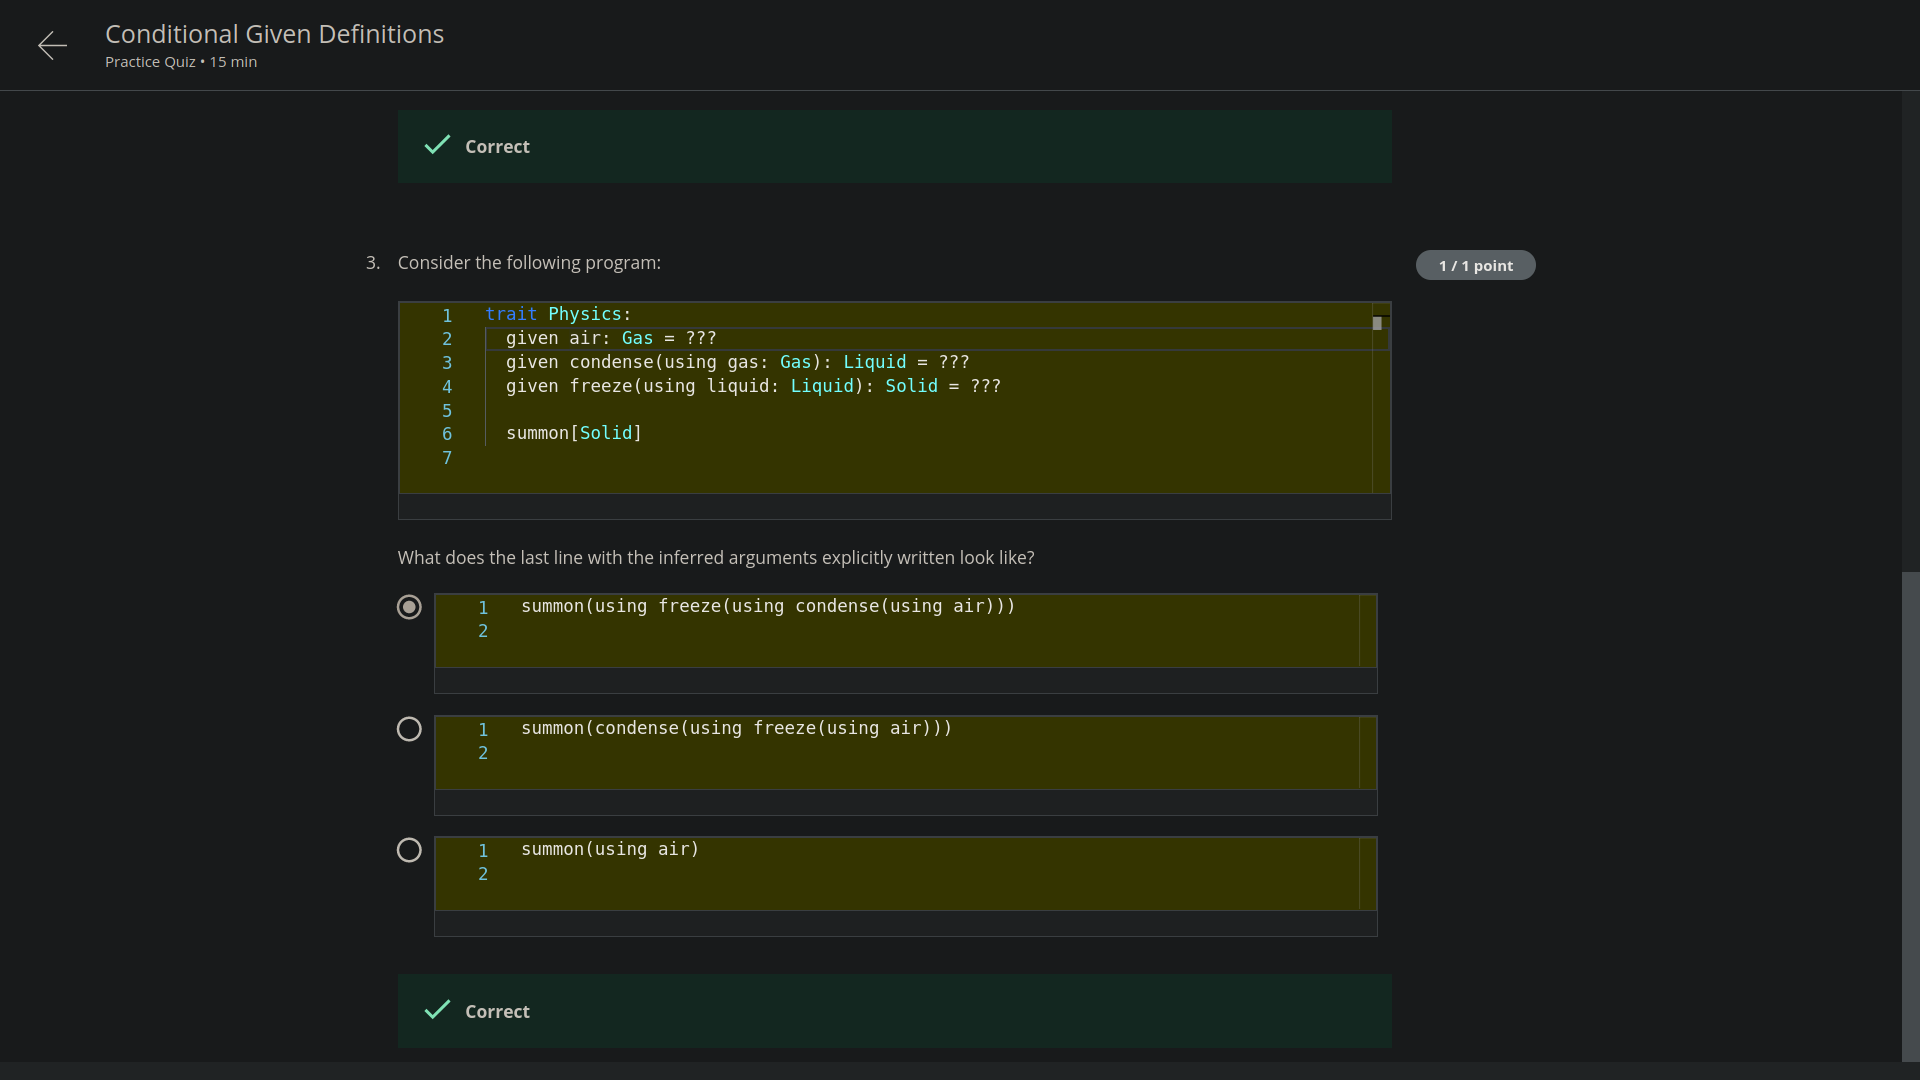 Conditional Given Definitions
Practice Quiz • 15 min
Correct
3. Consider the following program:
1 / 1 point
1 trait Physics:
2   given air: Gas = ???
3   given condense(using gas: Gas): Liquid = ???
4   given freeze(using liquid: Liquid): Solid = ???
5
6   summon[Solid]
7
What does the last line with the inferred arguments explicitly written look like?
1 summon(using freeze(using condense(using air)))
2
1 summon(condense(using freeze(using air)))
2
1 summon(using air)
2
Correct